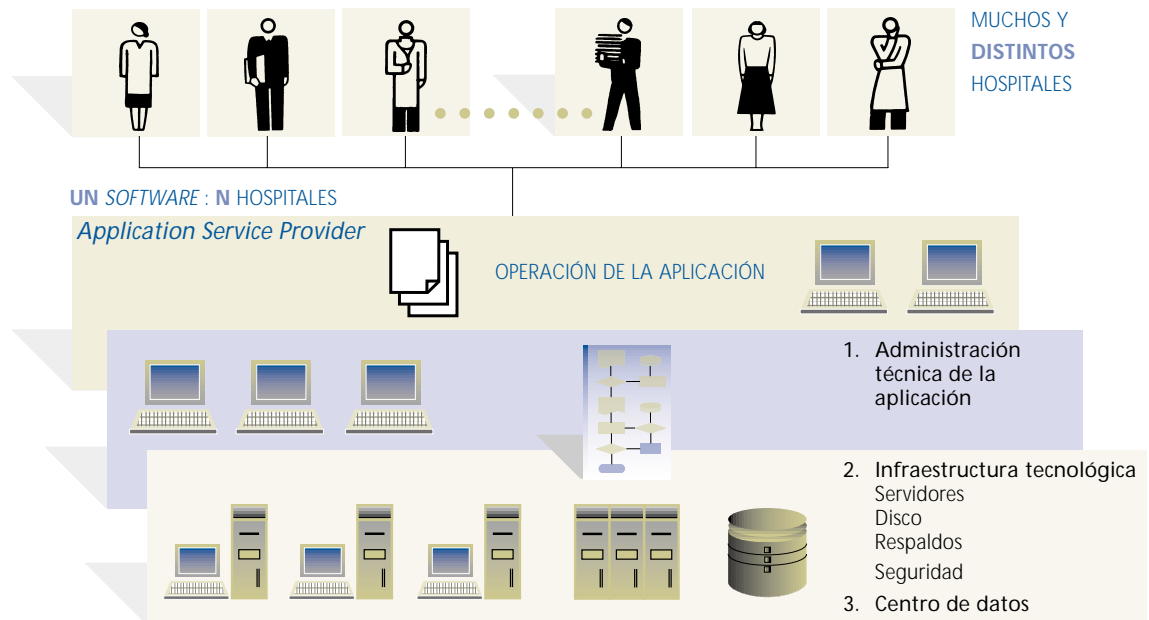 MUCHOS Y
DISTINTOS
HOSPITALES
UN SOFTWARE : N HOSPITALES
Application Service Provider
OPERACIÓN DE LA APLICACIÓN
1. Administración
técnica de la
aplicación
2. Infraestructura tecnológica
Servidores
Disco
Respaldos
Seguridad
3. Centro de datos